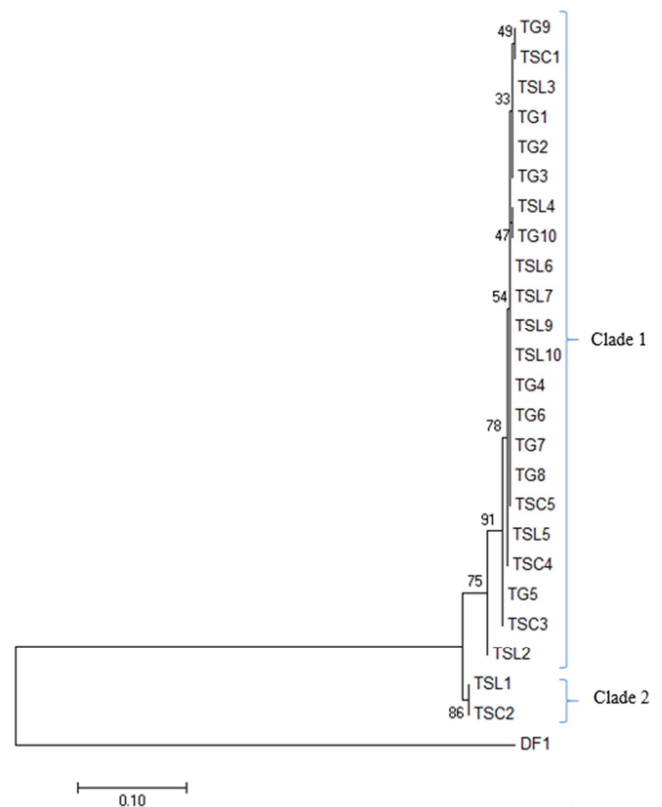 49
TG9
TSC1
TSL3
33
TG1
TG2
TG3
TSL4
47
TG10
TSL6
54
TSL7
TSL9
Clade 1
TSL10
TG4
TG6
78
TG7
TG8
TSC5
91
TSL5
TSC4
75
TG5
TSC3
TSL2
TSL1
Clade 2
86
TSC2
DF1
0.10